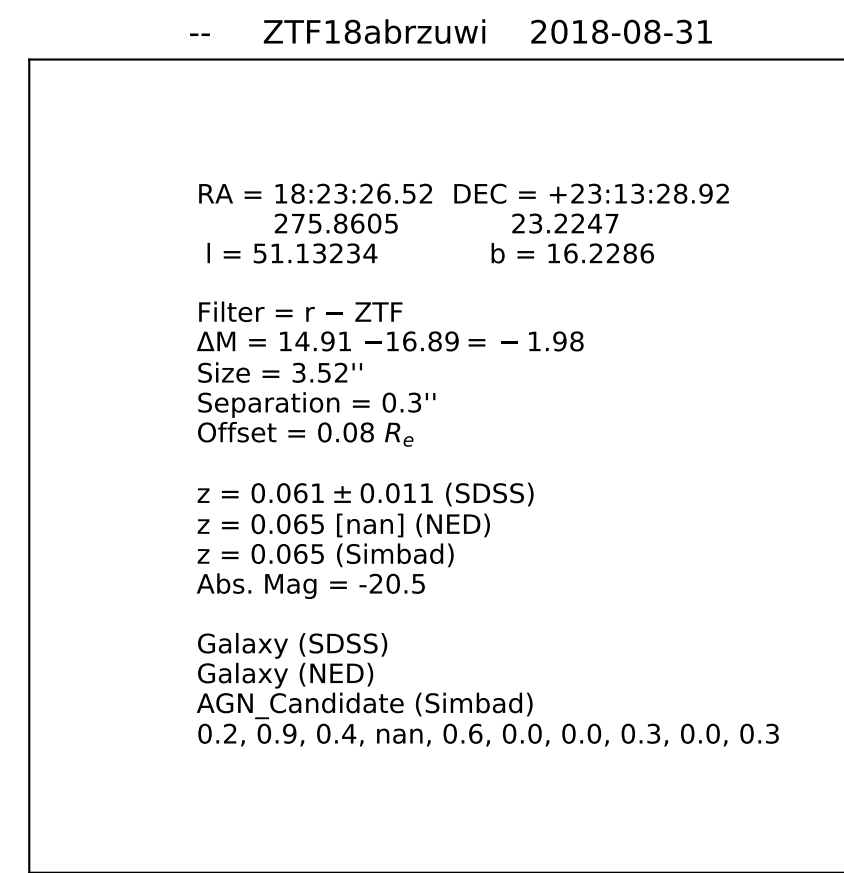 -- ZTF18abrzuwi 2018-08-31
RA = 18:23:26.52 DEC = +23:13:28.92
275.8605 23.2247
l = 51.13234 b = 16.2286
Filter = r − ZTF
ΔM = 14.91 −16.89 = − 1.98
Size = 3.52''
Separation = 0.3''
Offset = 0.08 Rₑ
z = 0.061 ± 0.011 (SDSS)
z = 0.065 [nan] (NED)
z = 0.065 (Simbad)
Abs. Mag = -20.5
Galaxy (SDSS)
Galaxy (NED)
AGN_Candidate (Simbad)
0.2, 0.9, 0.4, nan, 0.6, 0.0, 0.0, 0.3, 0.0, 0.3